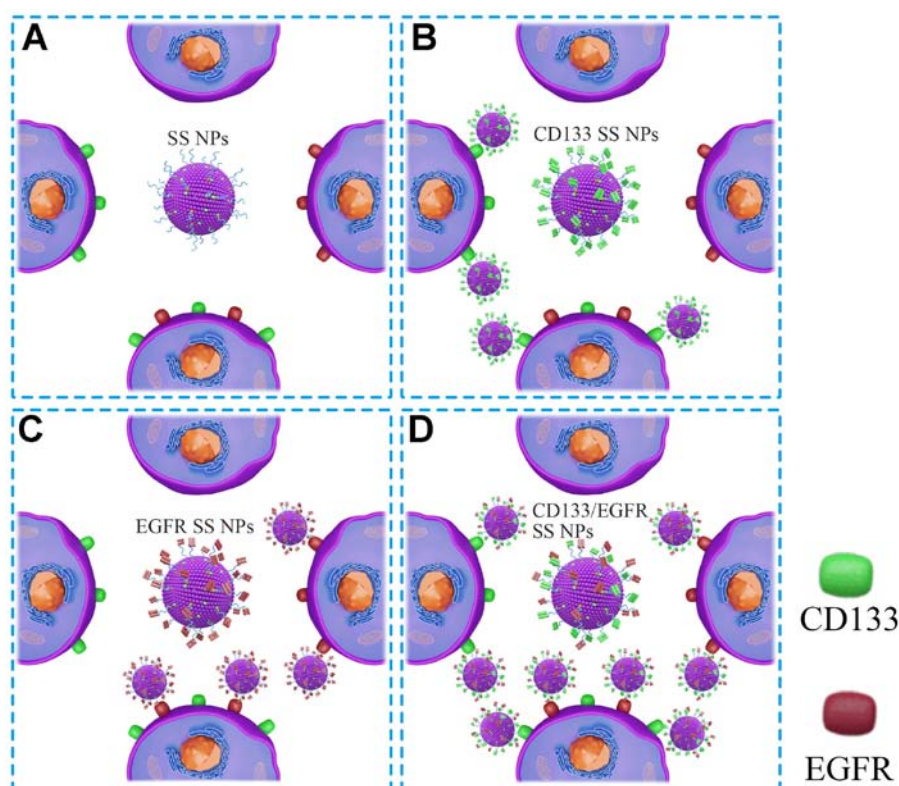 A
SS NPs
B
CD133 SS NPs
C
EGFR SS NPs
D
CD133/EGFR
SS NPs
CD133
EGFR